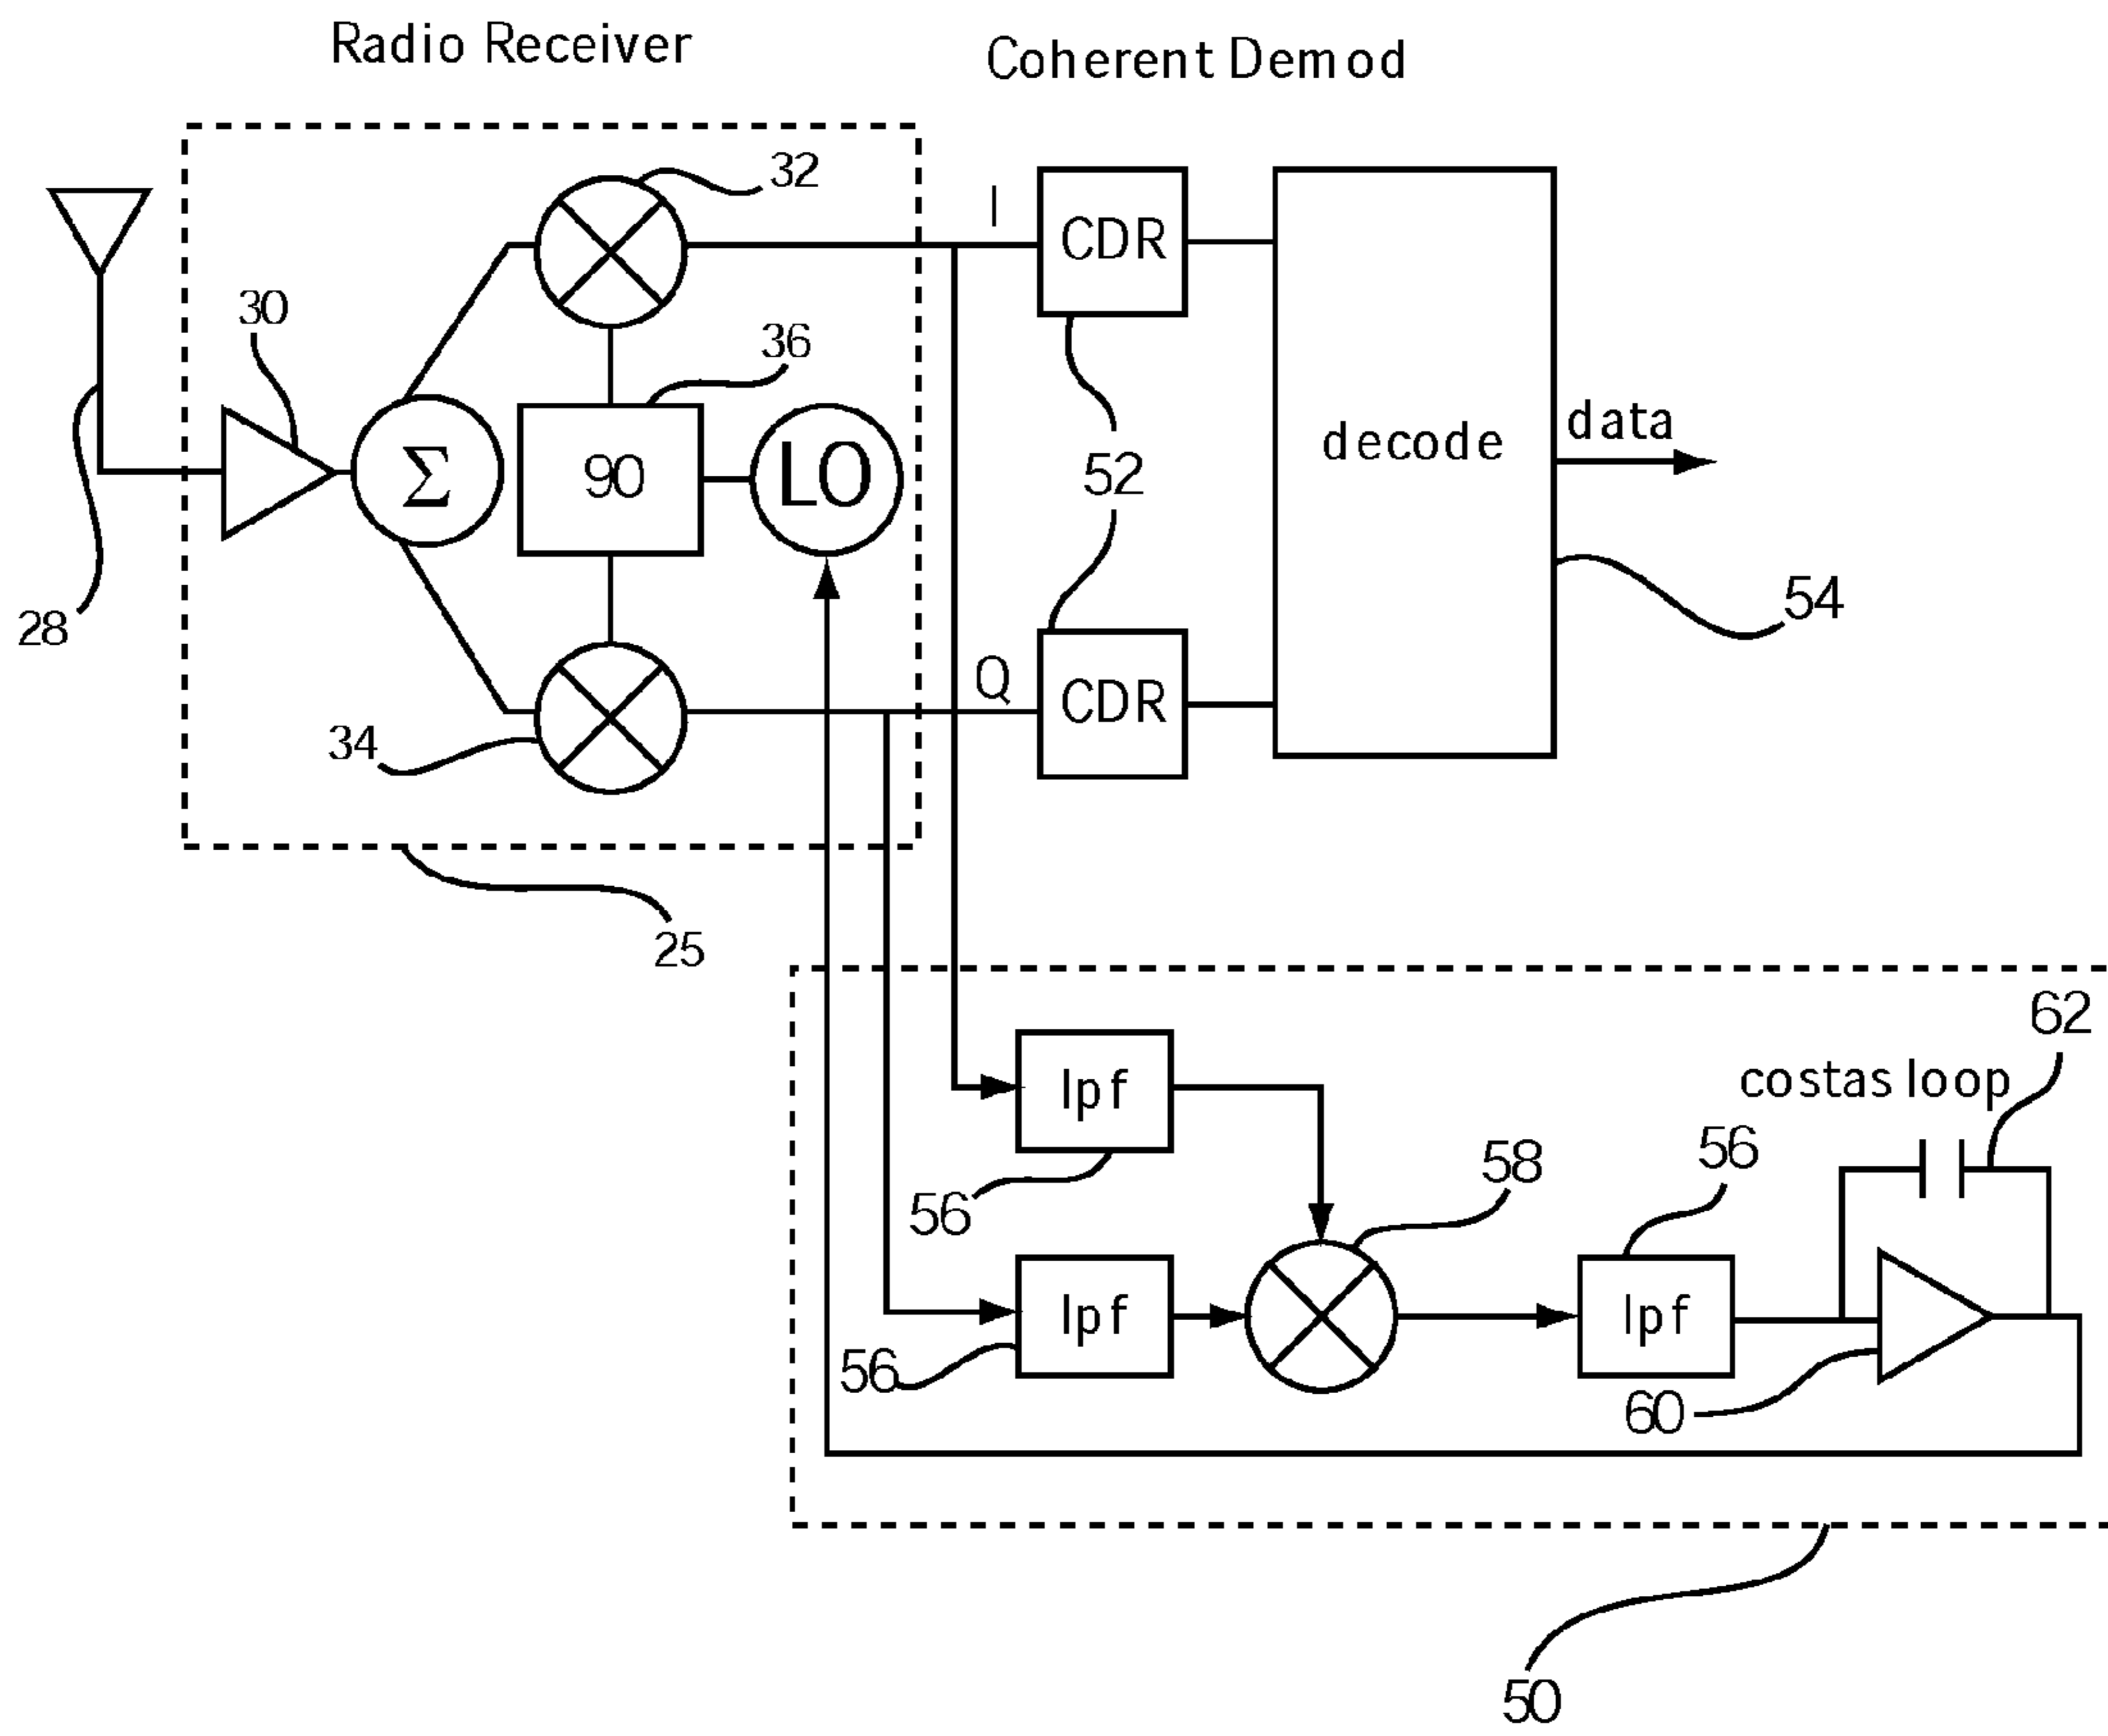 Radio Receiver
Coherent Demod
32
I
CDR
30
36
Σ
90
LO
decode
data
52
28
54
Q
CDR
34
25
62
costas loop
lpf
56
58
56
lpf
lpf
56
60
50